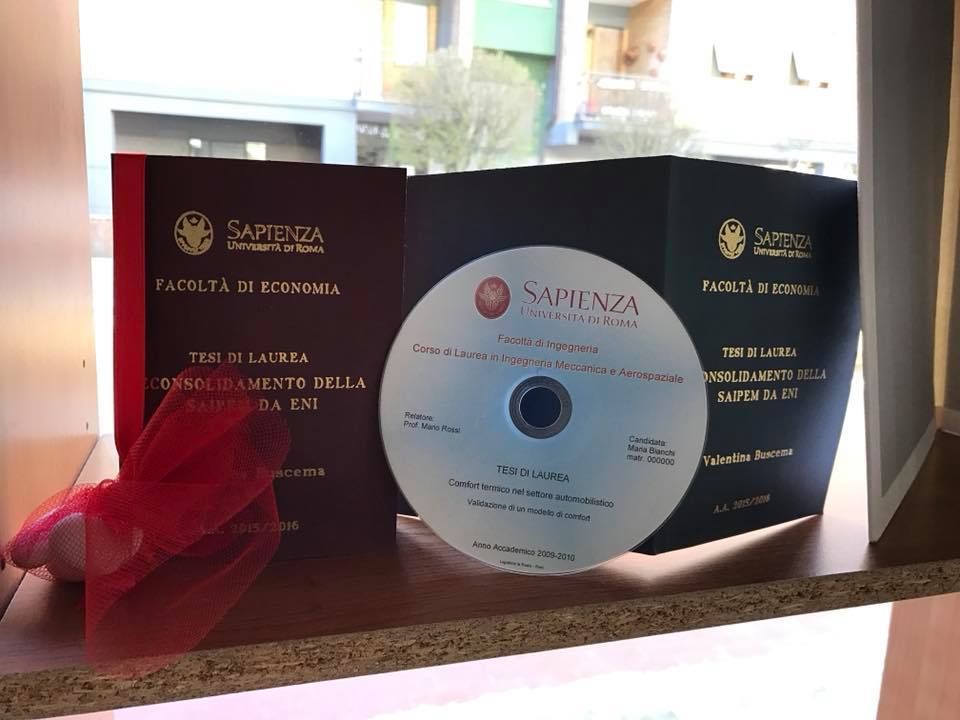 SAPIENZA
UNIVERSITÀ DI ROMA
FACOLTÀ DI ECONOMIA
TESI DI LAUREA
ECONSOLIDAMENTO DELLA
SAIPEM DA ENI
Buscema
A.A. 2015/2016
SAPIENZA
UNIVERSITÀ DI ROMA
Facoltà di Ingegneria
Corso di Laurea in Ingegneria Meccanica e Aerospaziale
Relatore:
Prof. Mario Rossi
Candidata:
Maria Bianchi
matr. 000000
TESI DI LAUREA
Comfort termico nel settore automobilistico
Validazione di un modello di comfort
Anno Accademico 2009-2010
SAPIENZA
UNIVERSITÀ DI ROMA
FACOLTÀ DI ECONOMIA
TESI DI LAUREA
CONSOLIDAMENTO DELLA
SAIPEM DA ENI
Valentina Buscema
A.A. 2015/2016